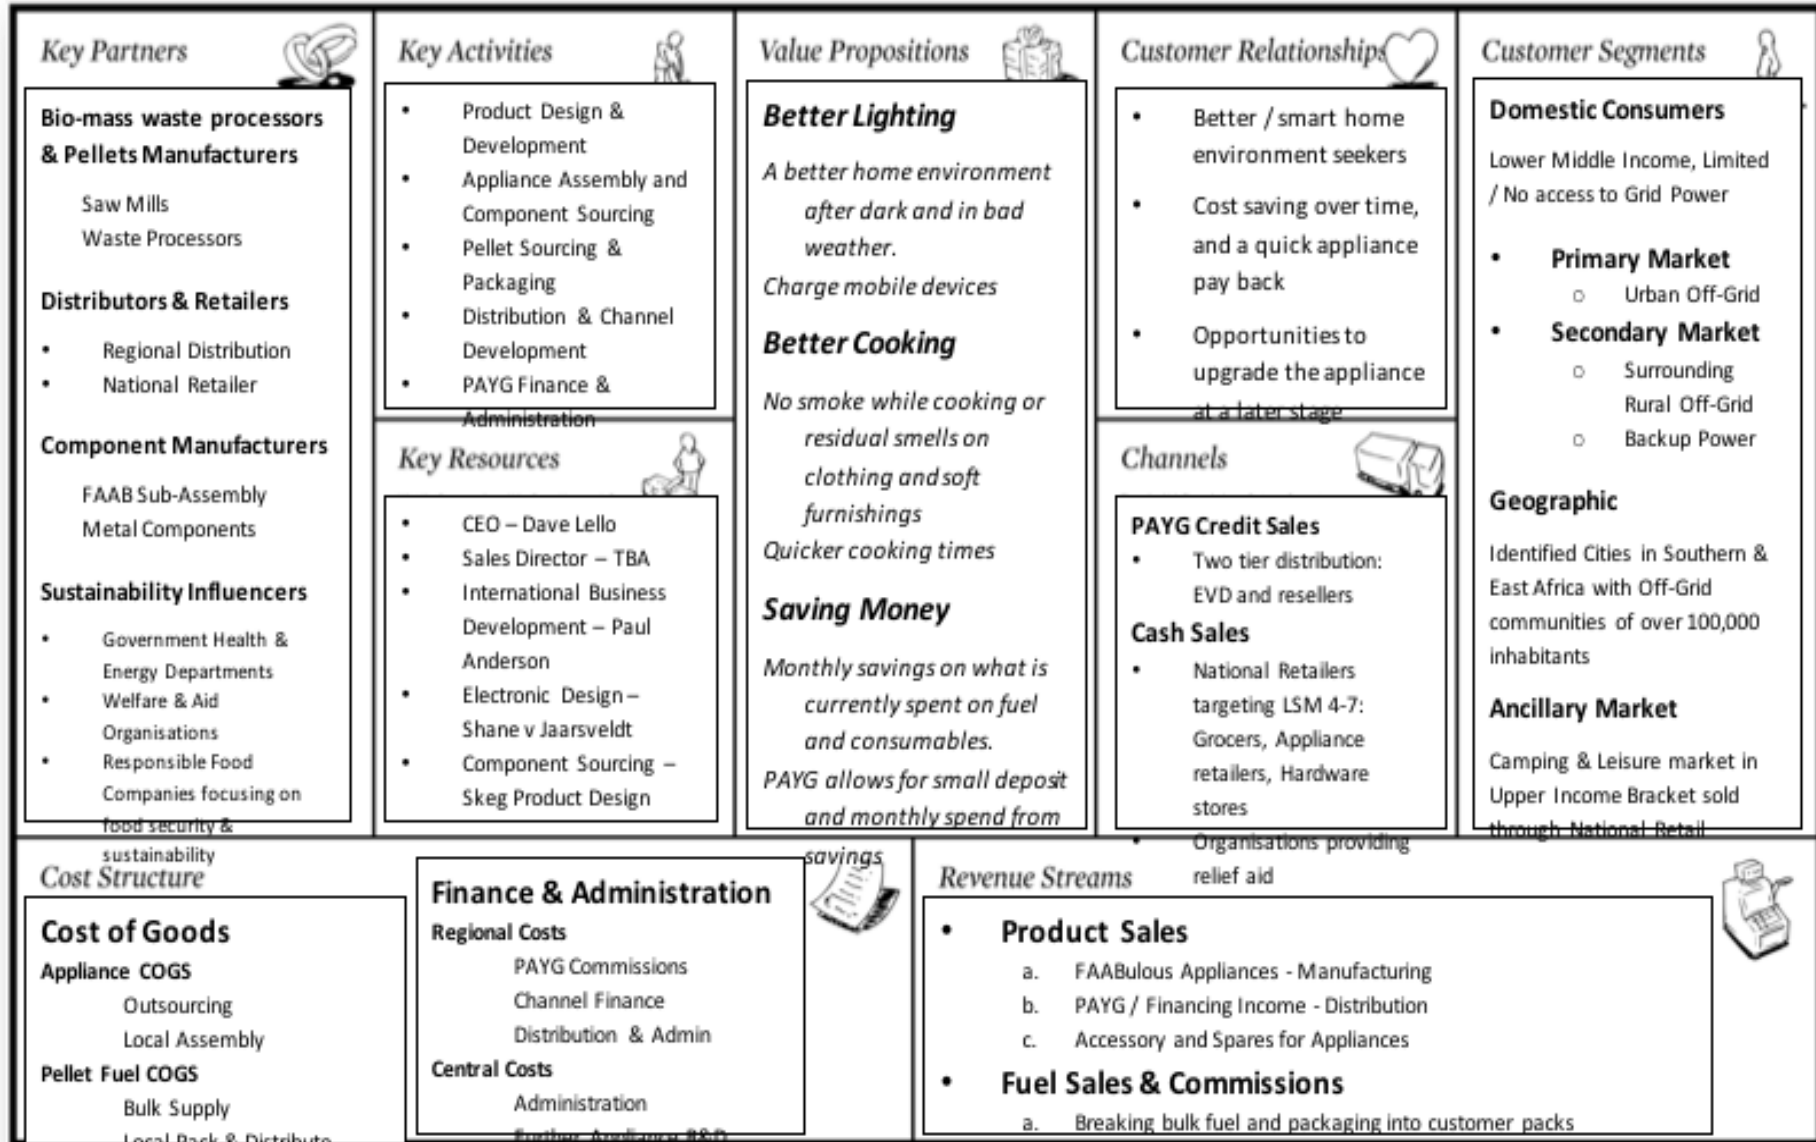 Key Partners
Bio-mass waste processors
& Pellets Manufacturers
Saw Mills
Waste Processors
Distributors & Retailers
• Regional Distribution
• National Retailer
Component Manufacturers
FAAB Sub-Assembly
Metal Components
Sustainability Influencers
• Government Health &
Energy Departments
• Welfare & Aid
Organisations
• Responsible Food
Companies focusing on
food security &
sustainability
Key Activities
• Product Design &
Development
• Appliance Assembly and
Component Sourcing
• Pellet Sourcing &
Packaging
• Distribution & Channel
Development
• PAYG Finance &
Administration
Key Resources
• CEO – Dave Lello
• Sales Director – TBA
• International Business
Development – Paul
Anderson
• Electronic Design –
Shane v Jaarsveldt
• Component Sourcing –
Skeg Product Design
Value Propositions
Better Lighting
A better home environment
after dark and in bad
weather.
Charge mobile devices
Better Cooking
No smoke while cooking or
residual smells on
clothing and soft
furnishings
Quicker cooking times
Saving Money
Monthly savings on what is
currently spent on fuel
and consumables.
PAYG allows for small deposit
and monthly spend from
savings
Customer Relationships
• Better / smart home
environment seekers
• Cost saving over time,
and a quick appliance
pay back
• Opportunities to
upgrade the appliance
at a later stage
Channels
PAYG Credit Sales
• Two tier distribution:
EVD and resellers
Cash Sales
• National Retailers
targeting LSM 4-7:
Grocers, Appliance
retailers, Hardware
stores
• Organisations providing
relief aid
Customer Segments
Domestic Consumers
Lower Middle Income, Limited
/ No access to Grid Power
• Primary Market
o Urban Off-Grid
• Secondary Market
o Surrounding
Rural Off-Grid
o Backup Power
Geographic
Identified Cities in Southern &
East Africa with Off-Grid
communities of over 100,000
inhabitants
Ancillary Market
Camping & Leisure market in
Upper Income Bracket sold
through National Retail
Cost Structure
Cost of Goods
Appliance COGS
Outsourcing
Local Assembly
Pellet Fuel COGS
Bulk Supply
Local Pack & Distribute
Finance & Administration
Regional Costs
PAYG Commissions
Channel Finance
Distribution & Admin
Central Costs
Administration
Further Appliance R&D
Revenue Streams
• Product Sales
a. FAABulous Appliances - Manufacturing
b. PAYG / Financing Income - Distribution
c. Accessory and Spares for Appliances
• Fuel Sales & Commissions
a. Breaking bulk fuel and packaging into customer packs